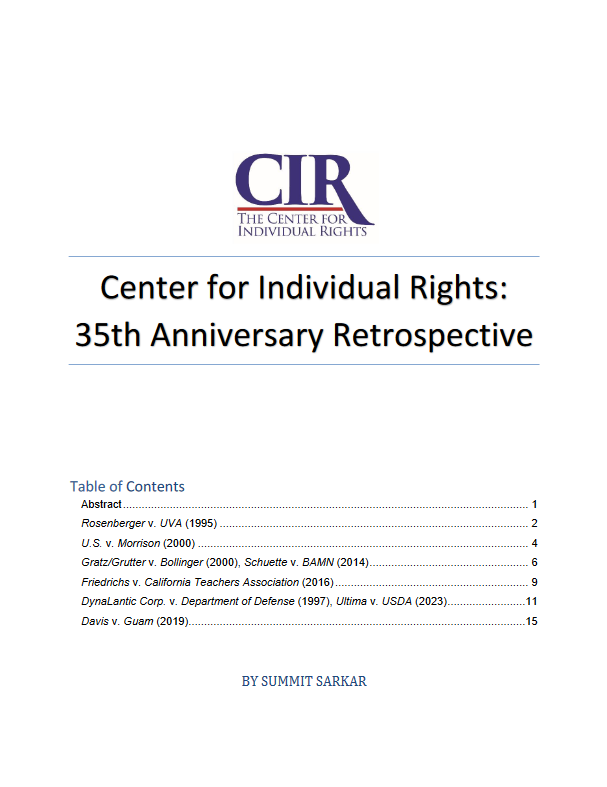 CIR
THE CENTER FOR
INDIVIDUAL RIGHTS
Center for Individual Rights:
35th Anniversary Retrospective
Table of Contents
Abstract........................................................................................................................................ 1
Rosenberger v. UVA (1995) ..................................................................................................... 2
U.S. v. Morrison (2000) ............................................................................................................ 4
Gratz/Grutter v. Bollinger (2000), Schuette v. BAMN (2014).................................................... 6
Friedrichs v. California Teachers Association (2016)................................................................ 9
DynaLantic Corp. v. Department of Defense (1997), Ultima v. USDA (2023).........................11
Davis v. Guam (2019)..............................................................................................................15
BY SUMMIT SARKAR